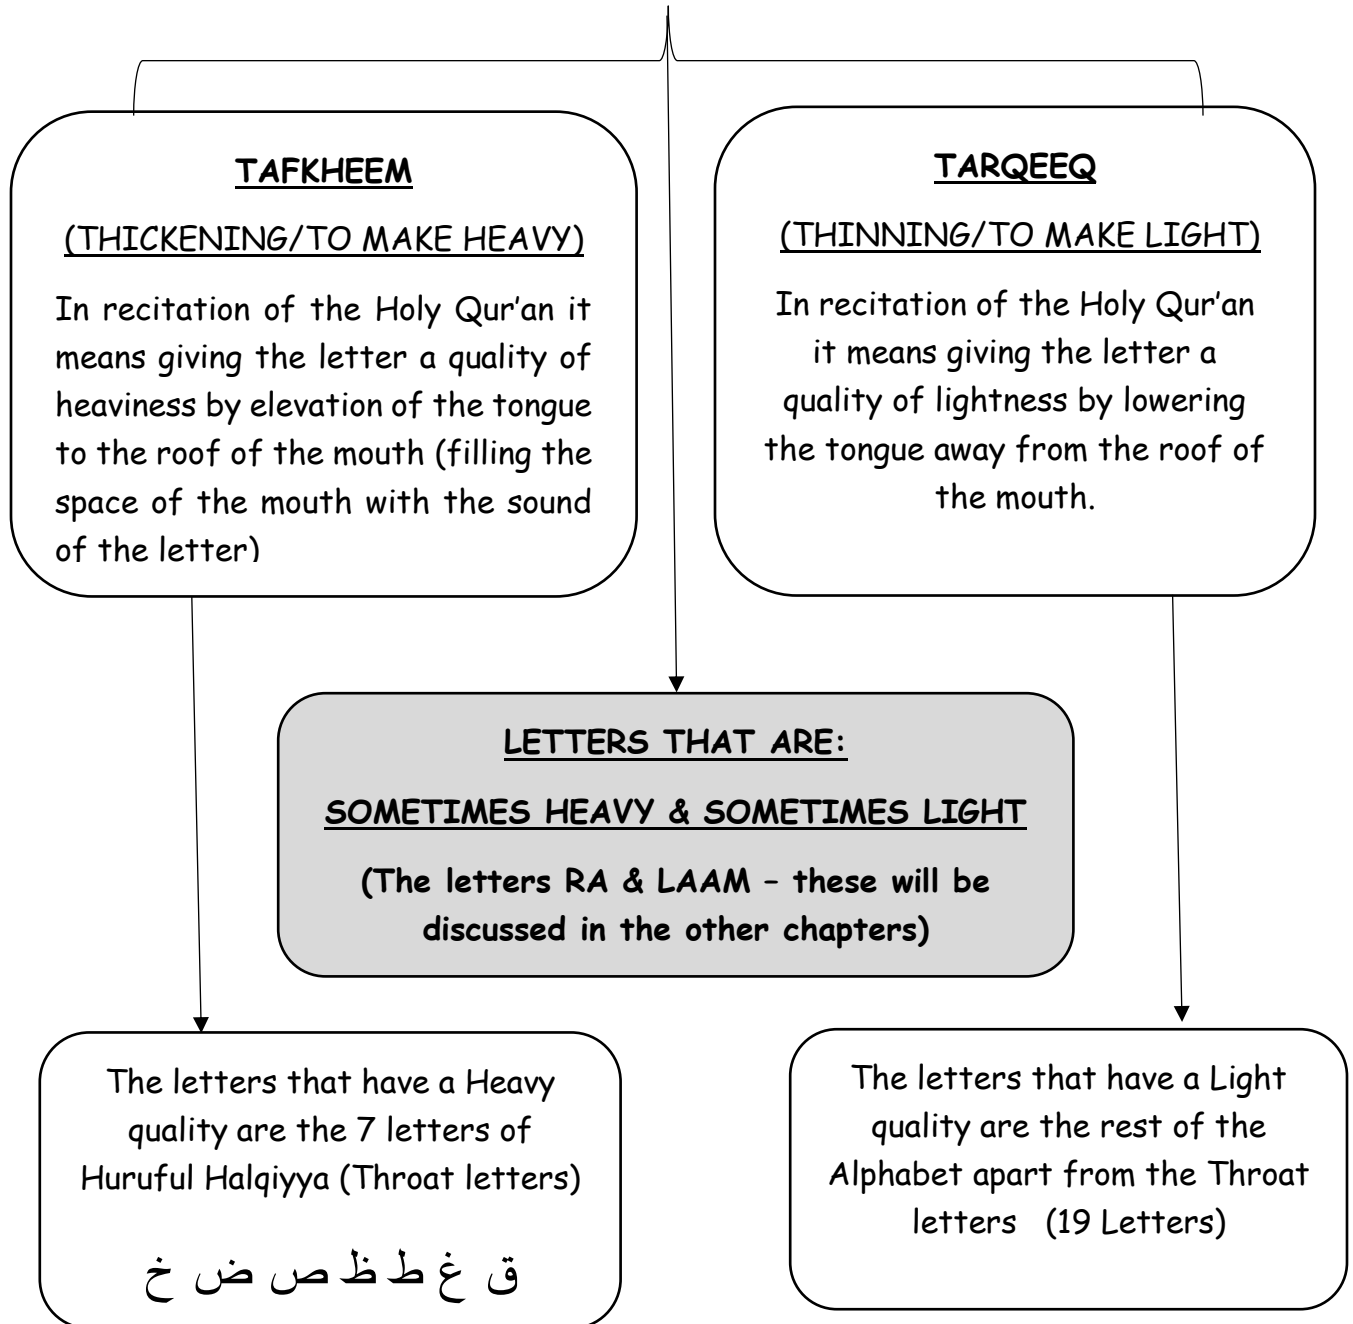 TAFKHEEM
(THICKENING/TO MAKE HEAVY)
In recitation of the Holy Qur'an it
means giving the letter a quality of
heaviness by elevation of the tongue
to the roof of the mouth (filling the
space of the mouth with the sound
of the letter)
TARQEEQ
(THINNING/TO MAKE LIGHT)
In recitation of the Holy Qur'an
it means giving the letter a
quality of lightness by lowering
the tongue away from the roof of
the mouth.
LETTERS THAT ARE:
SOMETIMES HEAVY & SOMETIMES LIGHT
(The letters RA & LAAM – these will be
discussed in the other chapters)
The letters that have a Heavy
quality are the 7 letters of
Huruful Halqiyya (Throat letters)
ق غ ط ظ ص ض خ
The letters that have a Light
quality are the rest of the
Alphabet apart from the Throat
letters (19 Letters)